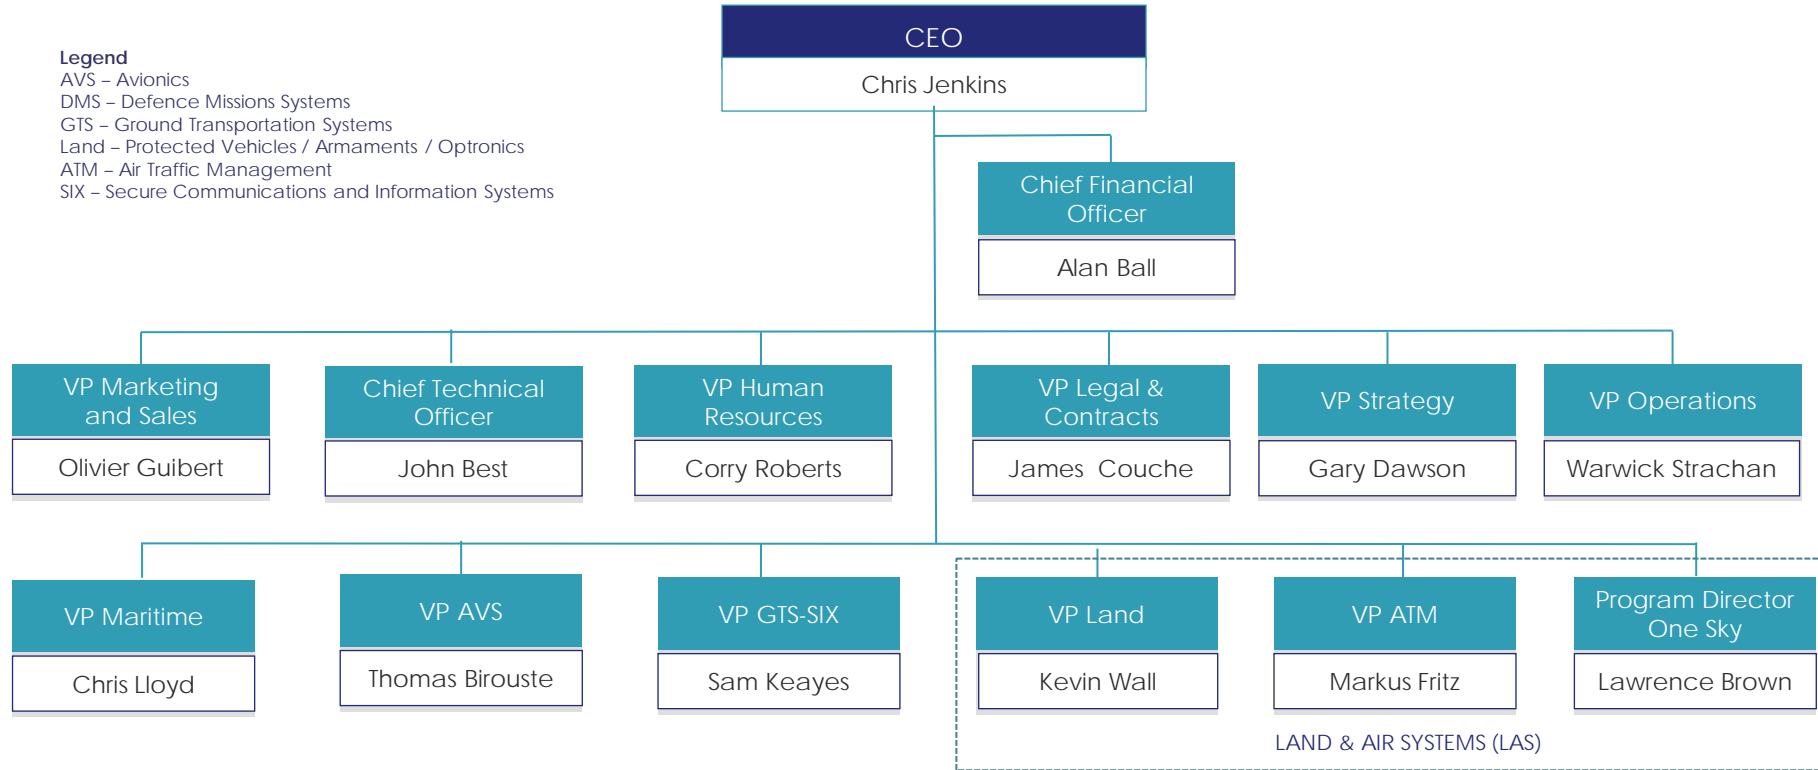 CEO
Chris Jenkins
Legend
AVS – Avionics
DMS – Defence Missions Systems
GTS – Ground Transportation Systems
Land – Protected Vehicles / Armaments / Optronics
ATM – Air Traffic Management
SIX – Secure Communications and Information Systems
Chief Financial
Officer
Alan Ball
VP Marketing
and Sales
Olivier Guibert
Chief Technical
Officer
John Best
VP Human
Resources
Corry Roberts
VP Legal &
Contracts
James Couche
VP Strategy
Gary Dawson
VP Operations
Warwick Strachan
VP Maritime
Chris Lloyd
VP AVS
Thomas Birouste
VP GTS-SIX
Sam Keayes
VP Land
Kevin Wall
VP ATM
Markus Fritz
Program Director
One Sky
Lawrence Brown
LAND & AIR SYSTEMS (LAS)